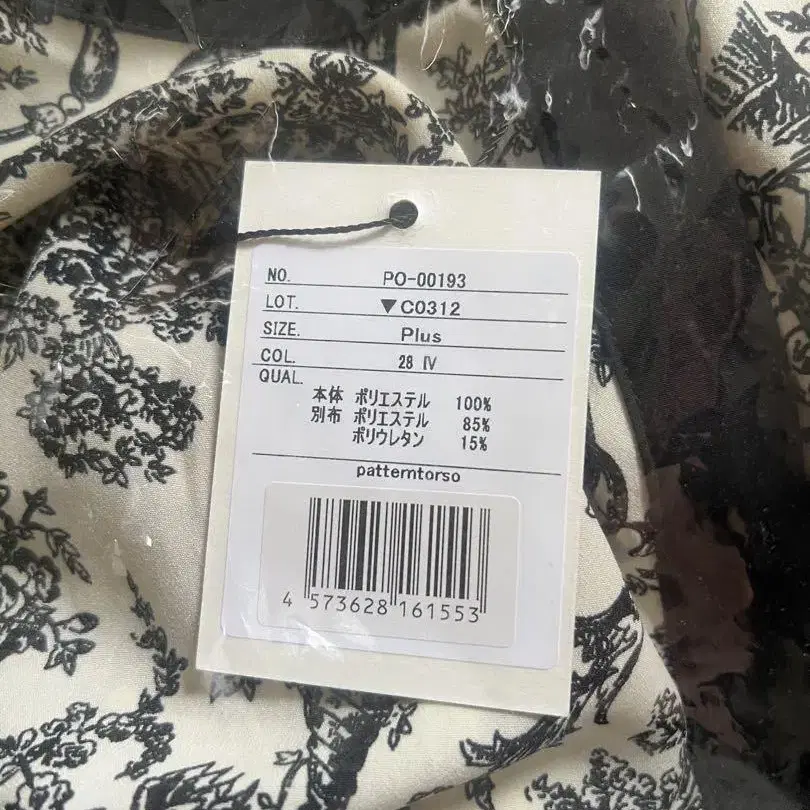 NO. PO-00193
LOT. ▼C0312
SIZE. Plus
COL. 28 IV
QUAL.
本体 ポリエステル 100%
別布 ポリエステル 85%
ポリウレタン 15%
patterntorso
4 573628 161553